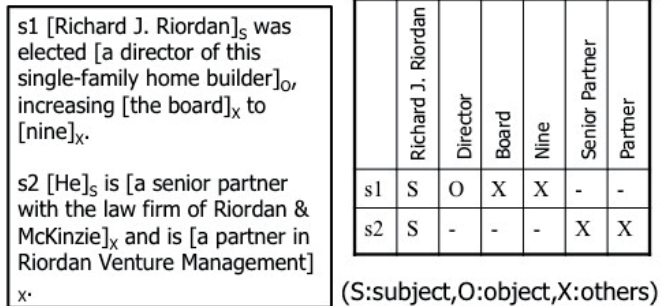 s1 [Richard J. Riordan]S was
elected [a director of this
single-family home builder]O,
increasing [the board]X to
[nine]X.
s2 [He]S is [a senior partner
with the law firm of Riordan &
McKinzie]X and is [a partner in
Riordan Venture Management]
X.
Richard J. Riordan Director Board Nine Senior Partner Partner
s1 S O X X - -
s2 S - - - X X
(S:subject,O:object,X:others)